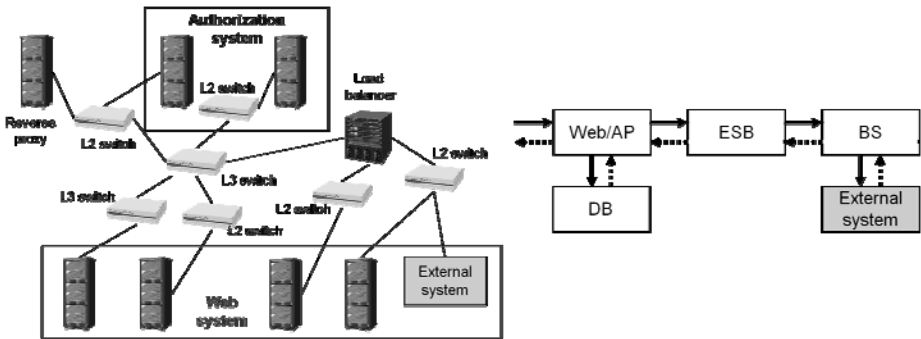 Authorization
system
L2 switch
Load
balancer
Reverse
proxy
L2 switch
L2 switch
L3 switch
L3 switch
L2 switch
L2 switch
Web
system
External
system
Web/AP
ESB
BS
DB
External
system